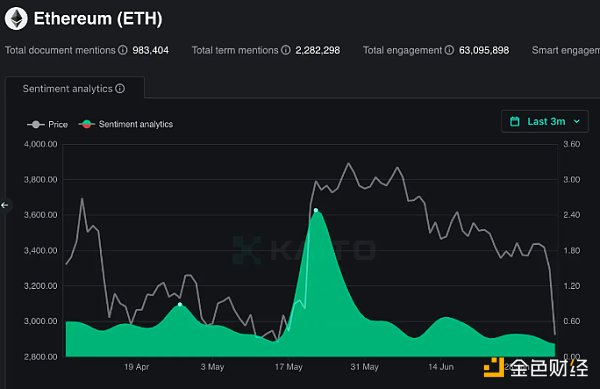 Ethereum (ETH)
Total document mentions 983,404 Total term mentions 2,282,298 Total engagement 63,095,898 Smart engagem
Sentiment analytics
Price Sentiment analytics Last 3m
4,000.00 3.60
3,800.00 3.00
3,600.00 2.40
KAITO
3,400.00 1.80
3,200.00 1.20
3,000.00 0.60
2,800.00 0.00
19 Apr 3 May 17 May 31 May 14 Jun
金色财经